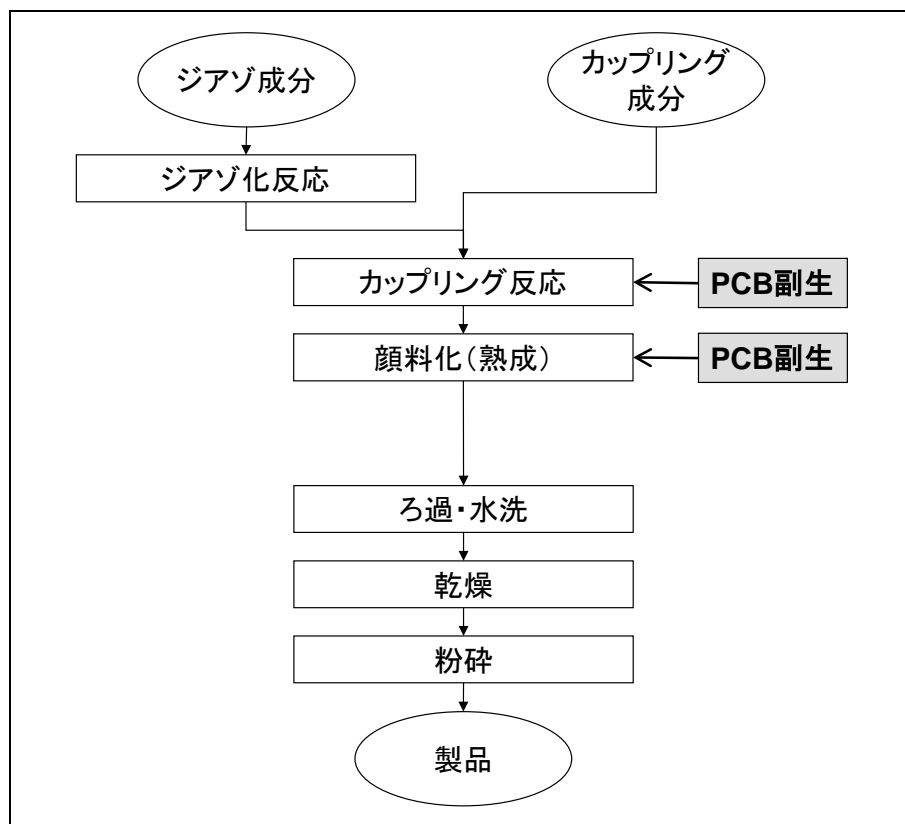 ジアゾ成分
カップリング
成分
ジアゾ化反応
カップリング反応
PCB副生
顔料化(熟成)
PCB副生
ろ過・水洗
乾燥
粉砕
製品